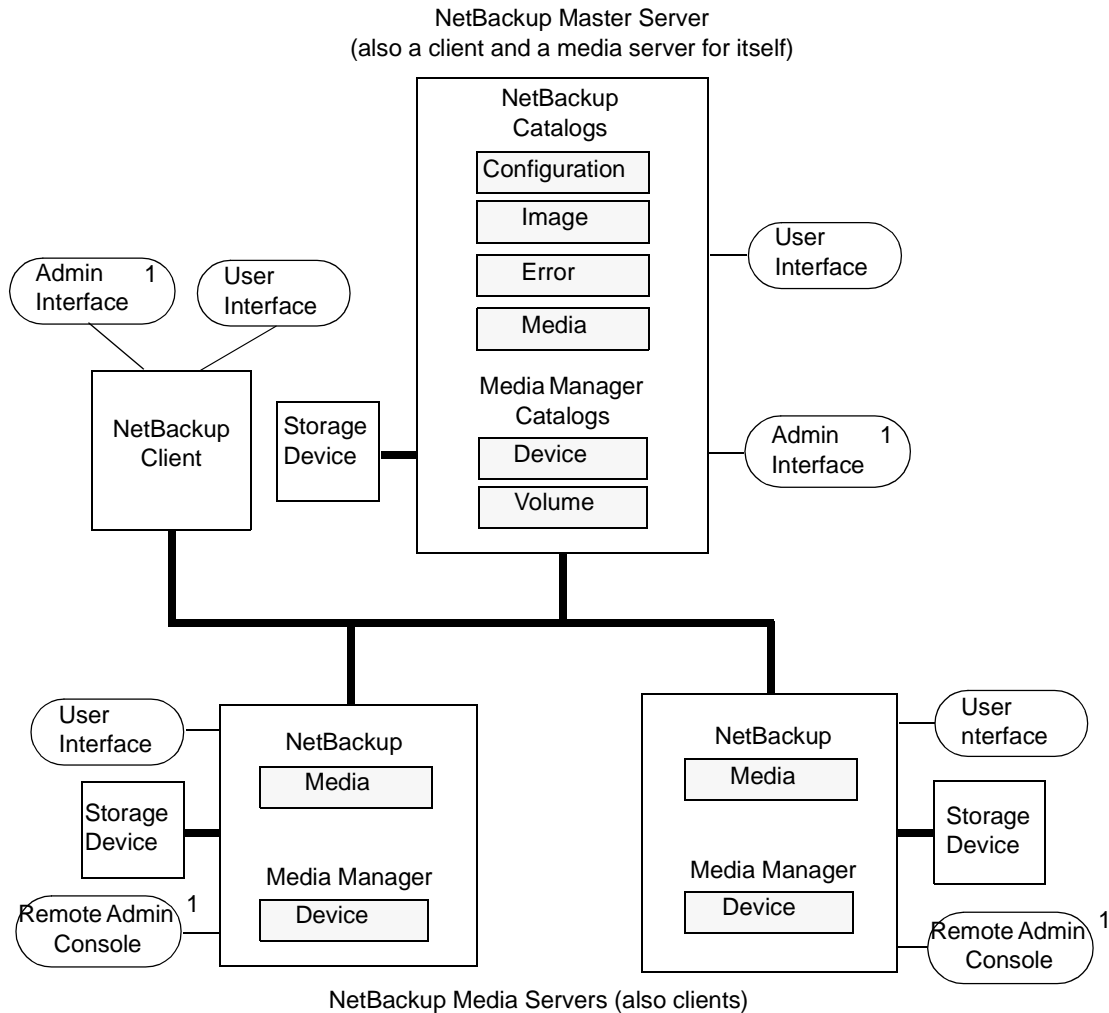 NetBackup Master Server
(also a client and a media server for itself)
NetBackup
Catalogs
Configuration
Image
Error
Media
Media Manager
Catalogs
Device
Volume
User
Interface
Admin 1
Interface
Admin 1
Interface
User
Interface
NetBackup
Client
Storage
Device
User
Interface
Storage
Device
Remote Admin 1
Console
NetBackup
Media
Media Manager
Device
NetBackup
Media
Media Manager
Device
User
nterface
Storage
Device
Remote Admin 1
Console
NetBackup Media Servers (also clients)